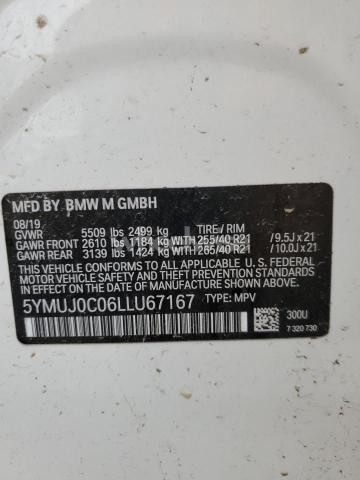 MFD BY BMW M GMBH
08/19
GVWR 5509 lbs 2499 kg TIRE / RIM
GAWR FRONT 2610 lbs 1184 kg WITH 255/40 R21 / 9.5J x 21
GAWR REAR 3139 lbs 1424 kg WITH 265/40 R21 / 10.0J x 21
THIS VEHICLE CONFORMS TO ALL APPLICABLE U.S. FEDERAL
MOTOR VEHICLE SAFETY, BUMPER, AND THEFT PREVENTION
STANDARDS IN EFFECT ON THE DATE OF MANUFACTURE SHOWN ABOVE.
5YMUJ0C06LLU67167 TYPE: MPV
300U
7 320 730